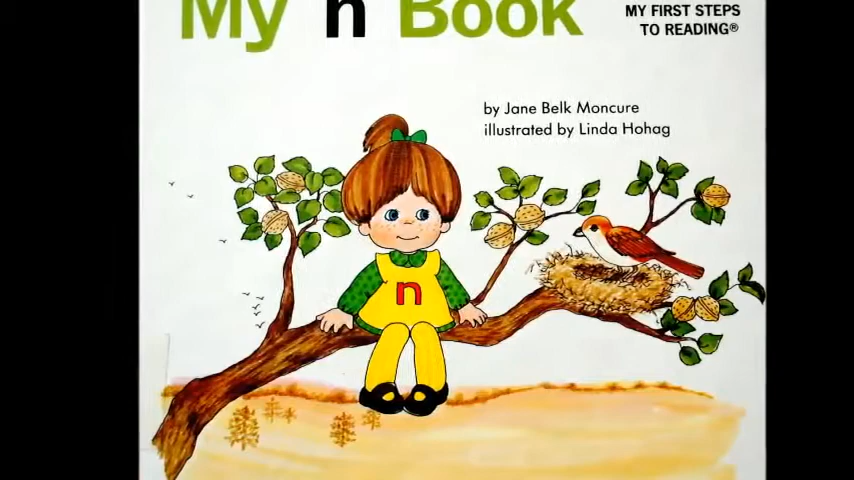 My n Book
MY FIRST STEPS
TO READING®
by Jane Belk Moncure
illustrated by Linda Hohag
n